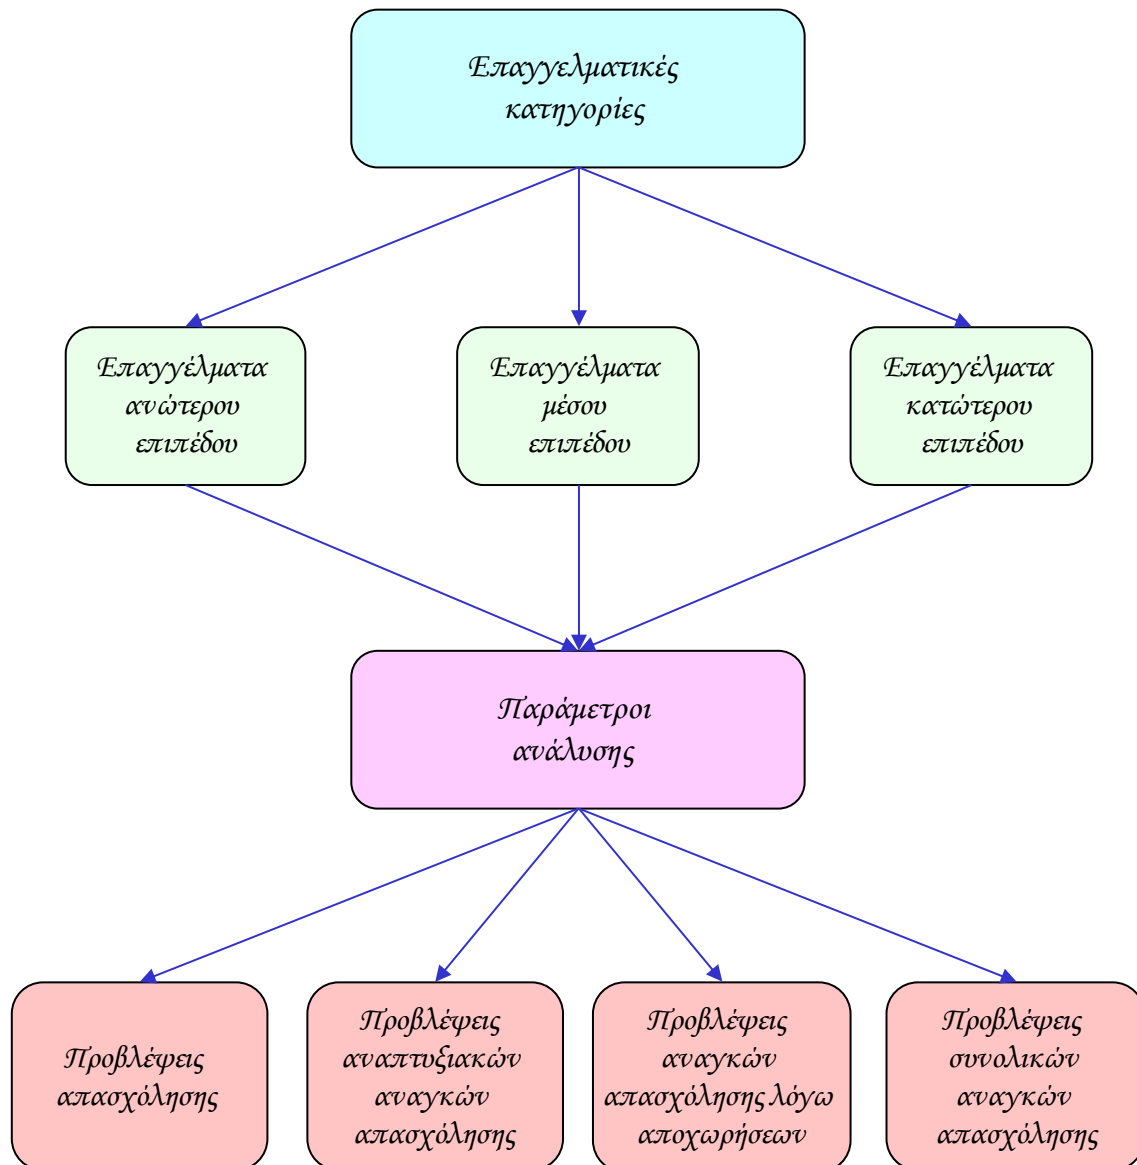 Επαγγελματικές
κατηγορίες
Επαγγέλματα
ανώτερου
επιπέδου
Επαγγέλματα
μέσου
επιπέδου
Επαγγέλματα
κατώτερου
επιπέδου
Παράμετροι
ανάλυσης
Προβλέψεις
απασχόλησης
Προβλέψεις
αναπτυξιακών
αναγκών
απασχόλησης
Προβλέψεις
αναγκών
απασχόλησης λόγω
αποχωρήσεων
Προβλέψεις
συνολικών
αναγκών
απασχόλησης